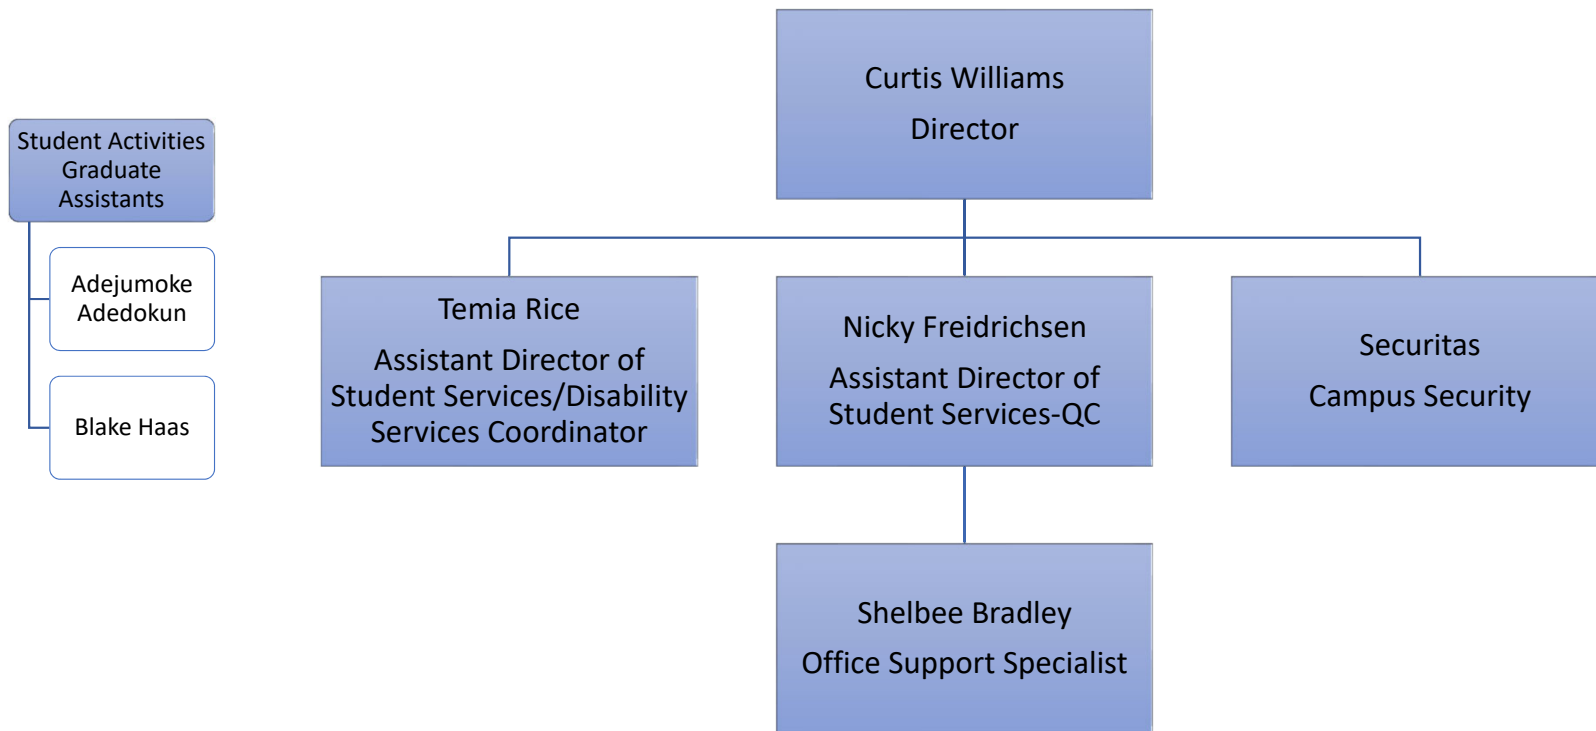 Curtis Williams
Director
Student Activities
Graduate
Assistants
Adejumoke
Adedokun
Blake Haas
Temia Rice
Assistant Director of
Student Services/Disability
Services Coordinator
Nicky Freidrichsen
Assistant Director of
Student Services-QC
Securitas
Campus Security
Shelbee Bradley
Office Support Specialist